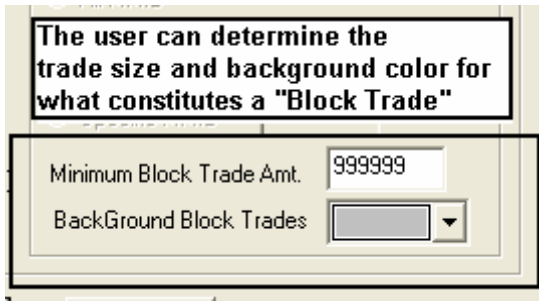 The user can determine the
trade size and background color for
what constitutes a "Block Trade"
Minimum Block Trade Amt. 999999
BackGround Block Trades